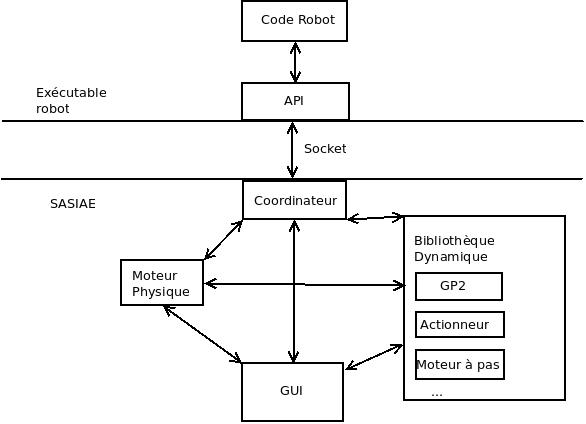 Code Robot
Exécutable
robot
API
Socket
SASIAE
Coordinateur
Bibliothèque
Dynamique
Moteur
Physique
GP2
Actionneur
Moteur à pas
...
GUI